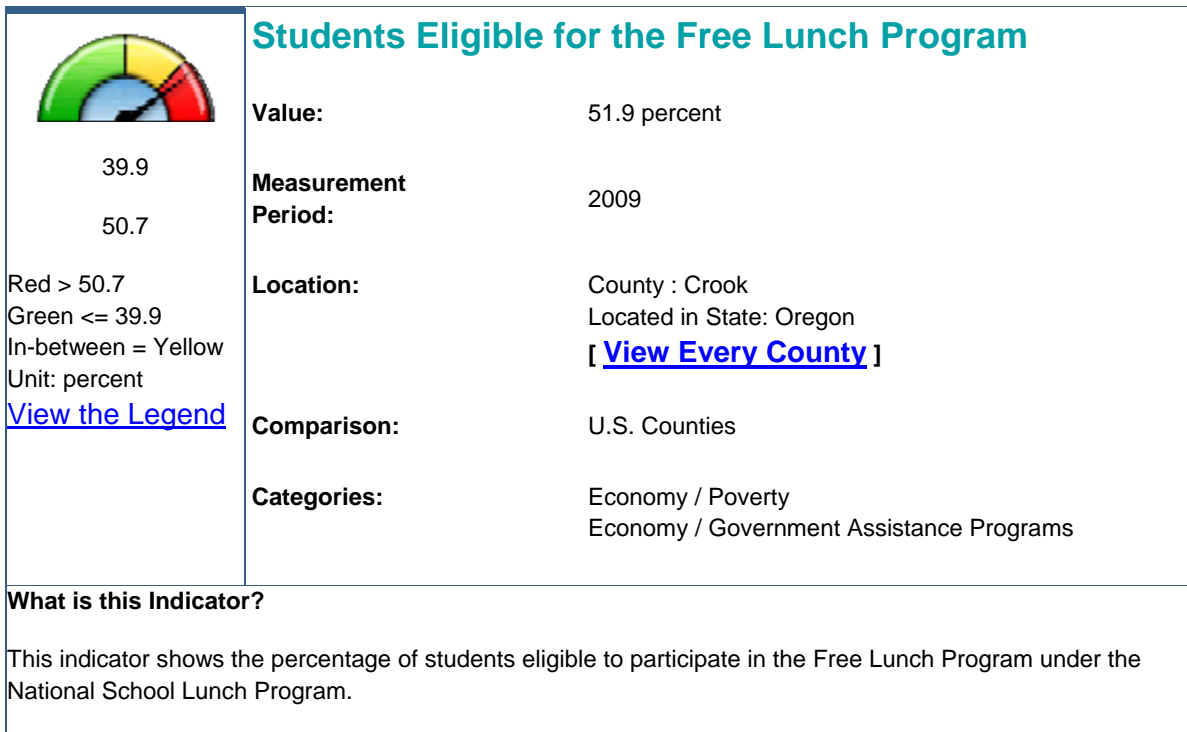 Students Eligible for the Free Lunch Program
Value: 51.9 percent
39.9
50.7
Red > 50.7
Green <= 39.9
In-between = Yellow
Unit: percent
View the Legend
Measurement
Period: 2009
Location: County : Crook
Located in State: Oregon
[ View Every County ]
Comparison: U.S. Counties
Categories: Economy / Poverty
Economy / Government Assistance Programs
What is this Indicator?
This indicator shows the percentage of students eligible to participate in the Free Lunch Program under the
National School Lunch Program.